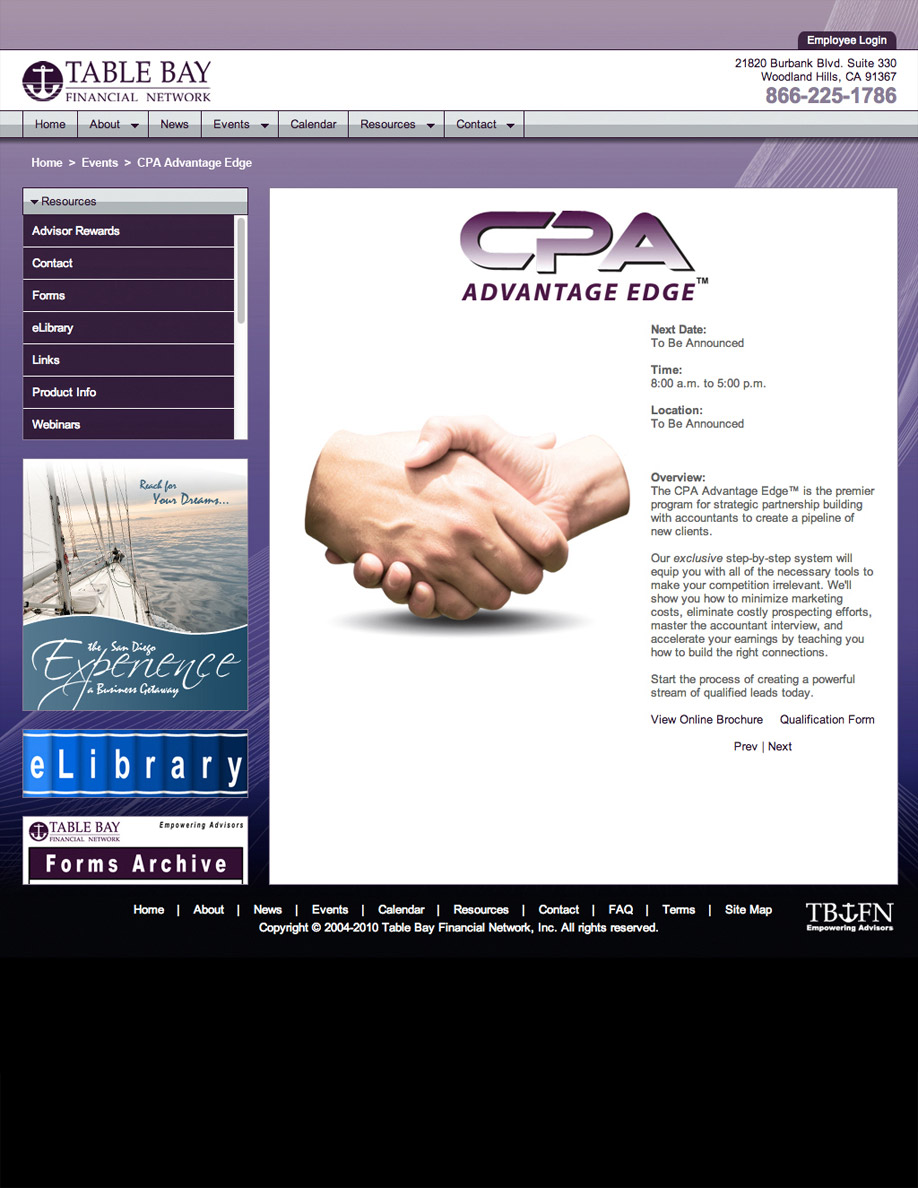 Employee Login
TABLE BAY
FINANCIAL NETWORK
21820 Burbank Blvd. Suite 330
Woodland Hills, CA 91367
866-225-1786
Home About News Events Calendar Resources Contact
Home > Events > CPA Advantage Edge
Resources
Advisor Rewards
Contact
Forms
eLibrary
Links
Product Info
Webinars
Reach for
Your Dreams...
the San Diego
Experience
a Business Getaway
eLibrary
TABLE BAY
FINANCIAL NETWORK
Empowering Advisors
Forms Archive
CPA
ADVANTAGE EDGE™
Next Date:
To Be Announced
Time:
8:00 a.m. to 5:00 p.m.
Location:
To Be Announced
Overview:
The CPA Advantage Edge™ is the premier
program for strategic partnership building
with accountants to create a pipeline of
new clients.
Our exclusive step-by-step system will
equip you with all of the necessary tools to
make your competition irrelevant. We'll
show you how to minimize marketing
costs, eliminate costly prospecting efforts,
master the accountant interview, and
accelerate your earnings by teaching you
how to build the right connections.
Start the process of creating a powerful
stream of qualified leads today.
View Online Brochure Qualification Form
Prev | Next
Home | About | News | Events | Calendar | Resources | Contact | FAQ | Terms | Site Map
Copyright © 2004-2010 Table Bay Financial Network, Inc. All rights reserved.
TBFN
Empowering Advisors